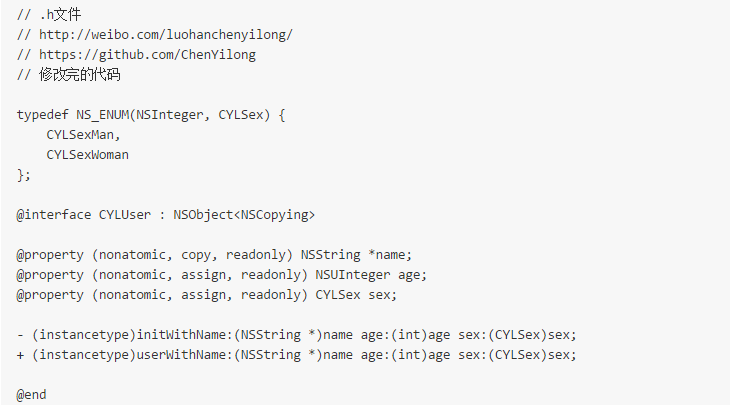 // .h文件
// http://weibo.com/luohanchenyilong/
// https://github.com/ChenYilong
// 修改完的代码
typedef NS_ENUM(NSInteger, CYLSex) {
    CYLSexMan,
    CYLSexWoman
};
@interface CYLUser : NSObject<NSCopying>
@property (nonatomic, copy, readonly) NSString *name;
@property (nonatomic, assign, readonly) NSUInteger age;
@property (nonatomic, assign, readonly) CYLSex sex;
- (instancetype)initWithName:(NSString *)name age:(int)age sex:(CYLSex)sex;
+ (instancetype)userWithName:(NSString *)name age:(int)age sex:(CYLSex)sex;
@end